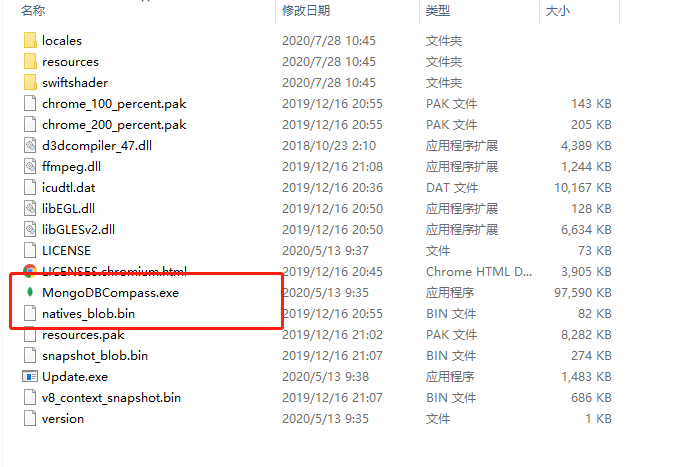 名称 修改日期 类型 大小
locales 2020/7/28 10:45 文件夹
resources 2020/7/28 10:45 文件夹
swiftshader 2020/7/28 10:45 文件夹
chrome_100_percent.pak 2019/12/16 20:55 PAK 文件 143 KB
chrome_200_percent.pak 2019/12/16 20:55 PAK 文件 205 KB
d3dcompiler_47.dll 2018/10/23 2:10 应用程序扩展 4,389 KB
ffmpeg.dll 2019/12/16 21:08 应用程序扩展 1,244 KB
icudtl.dat 2019/12/16 20:36 DAT 文件 10,167 KB
libEGL.dll 2019/12/16 20:50 应用程序扩展 128 KB
libGLESv2.dll 2019/12/16 20:50 应用程序扩展 6,634 KB
LICENSE 2020/5/13 9:37 文件 73 KB
LICENSES.chromium.html 2019/12/16 20:45 Chrome HTML D... 3,905 KB
MongoDBCompass.exe 2020/5/13 9:35 应用程序 97,590 KB
natives_blob.bin 2019/12/16 20:55 BIN 文件 82 KB
resources.pak 2019/12/16 21:02 PAK 文件 8,282 KB
snapshot_blob.bin 2019/12/16 21:07 BIN 文件 274 KB
Update.exe 2020/5/13 9:38 应用程序 1,483 KB
v8_context_snapshot.bin 2019/12/16 21:07 BIN 文件 686 KB
version 2020/5/13 9:35 文件 1 KB